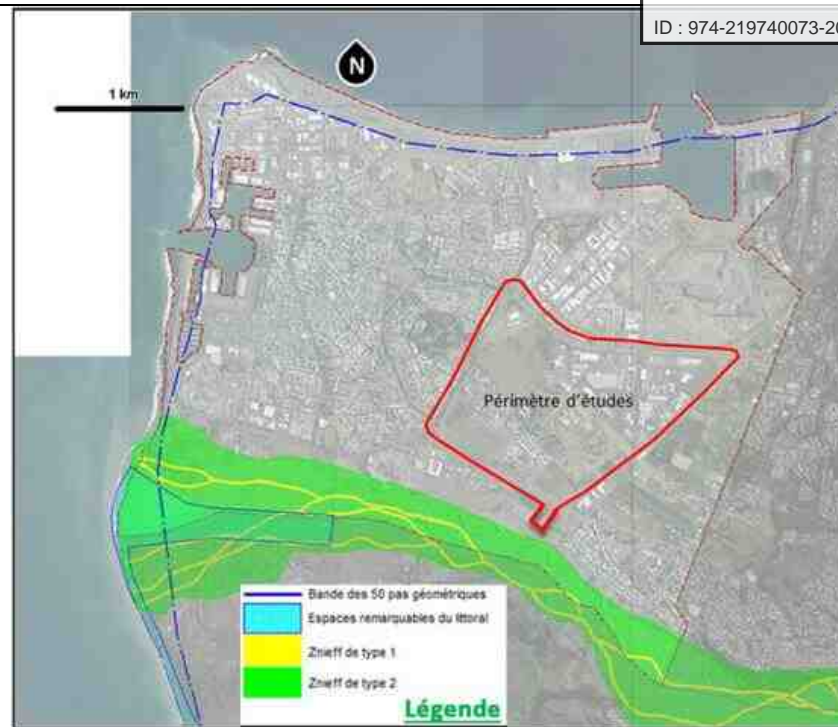 ID : 974-219740073-20
N
1 km
Périmètre d'études
Bande des 50 pas géométriques
Espaces remarquables du littoral
Znieff de type 1
Znieff de type 2
Légende